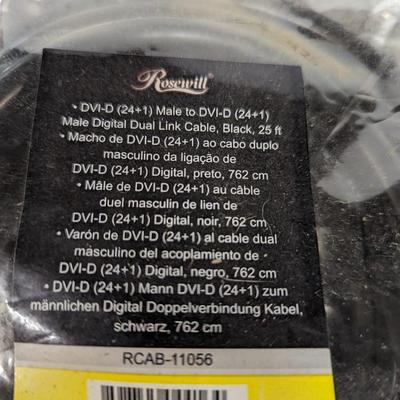 Rosewill
• DVI-D (24+1) Male to DVI-D (24+1)
Male Digital Dual Link Cable, Black, 25 ft
• Macho de DVI-D (24+1) ao cabo duplo
masculino da ligação de
DVI-D (24+1) Digital, preto, 762 cm
• Mâle de DVI-D (24+1) au câble
duel masculin de lien de
DVI-D (24+1) Digital, noir, 762 cm
• Varón de DVI-D (24+1) al cable dual
masculino del acoplamiento de
DVI-D (24+1) Digital, negro, 762 cm
• DVI-D (24+1) Mann DVI-D (24+1) zum
männlichen Digital Doppelverbindung Kabel,
schwarz, 762 cm
RCAB-11056